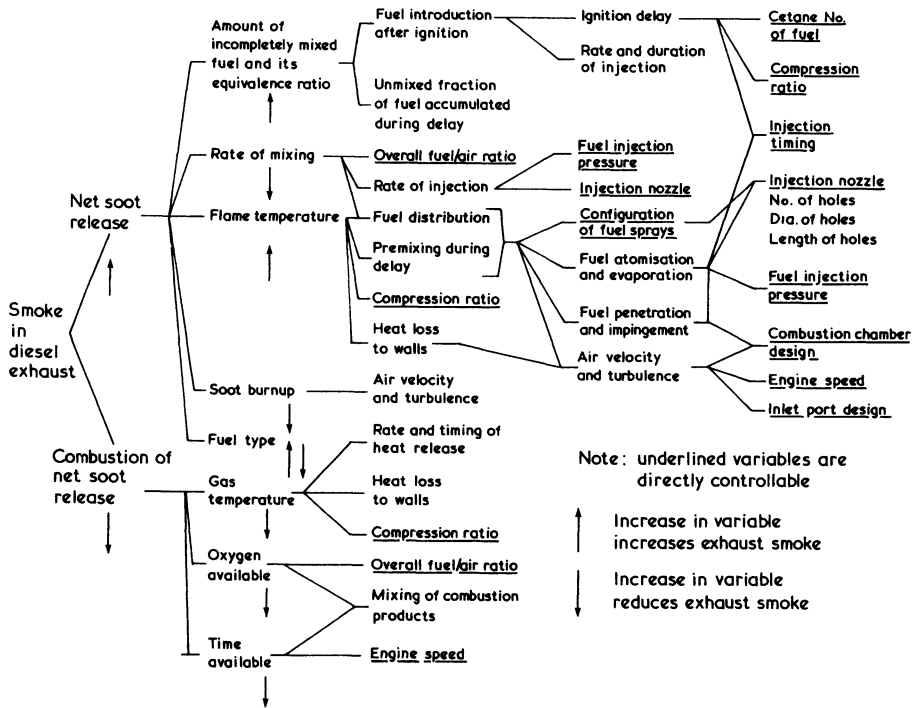 Smoke
in
diesel
exhaust
Net soot
release
Combustion of
net soot
release
Amount of
incompletely mixed
fuel and its
equivalence ratio
Rate of mixing
Flame temperature
Soot burnup
Fuel type
Gas
temperature
Oxygen
available
Time
available
Fuel introduction
after ignition
Unmixed fraction
of fuel accumulated
during delay
Overall fuel/air ratio
Rate of injection
Fuel distribution
Premixing during
delay
Compression ratio
Heat loss
to walls
Air velocity
and turbulence
Rate and timing of
heat release
Heat loss
to walls
Compression ratio
Overall fuel/air ratio
Mixing of combustion
products
Engine speed
Ignition delay
Rate and duration
of injection
Fuel injection
pressure
Injection nozzle
Configuration
of fuel sprays
Fuel atomisation
and evaporation
Fuel penetration
and impingement
Air velocity
and turbulence
Cetane No.
of fuel
Compression
ratio
Injection
timing
Injection nozzle
No. of holes
Dia. of holes
Length of holes
Fuel injection
pressure
Combustion chamber
design
Engine speed
Inlet port design
Note: underlined variables are
directly controllable
Increase in variable
increases exhaust smoke
Increase in variable
reduces exhaust smoke